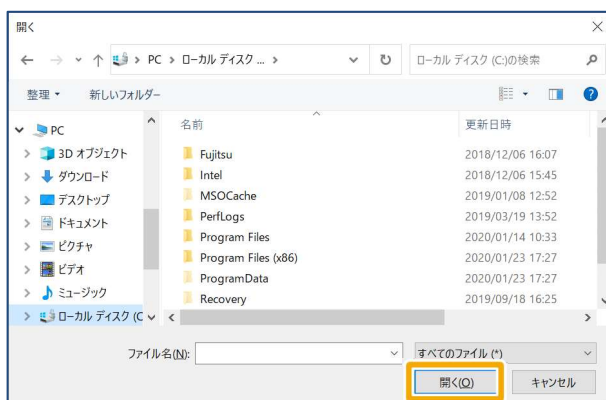 開く
PC > ローカル ディスク ... >
ローカル ディスク (C:)の検索
整理
新しいフォルダー
PC
3D オブジェクト
ダウンロード
デスクトップ
ドキュメント
ピクチャ
ビデオ
ミュージック
ローカル ディスク (C
名前 更新日時
Fujitsu 2018/12/06 16:07
Intel 2018/12/06 15:45
MSOCache 2019/01/08 12:52
PerfLogs 2019/03/19 13:52
Program Files 2020/01/14 10:33
Program Files (x86) 2020/01/23 17:27
ProgramData 2020/01/23 17:27
Recovery 2019/09/18 16:25
ファイル名(N):
すべてのファイル (*)
開く(O) キャンセル